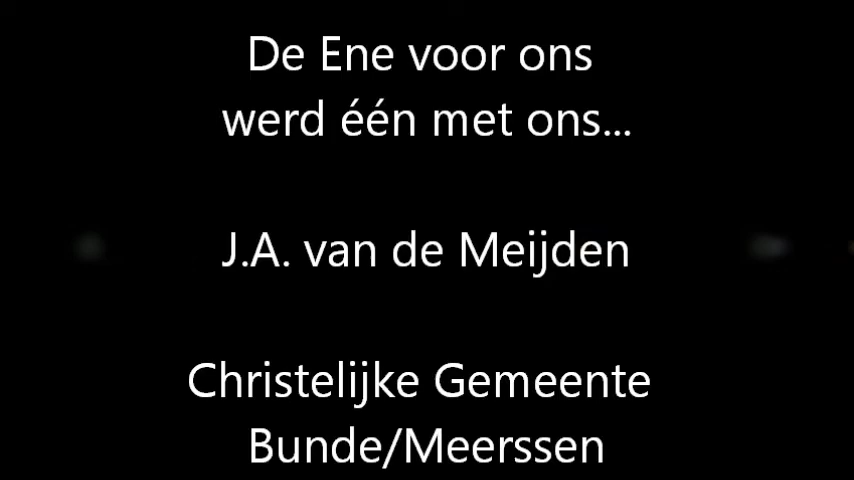 De Ene voor ons
werd één met ons...
J.A. van de Meijden
Christelijke Gemeente
Bunde/Meerssen